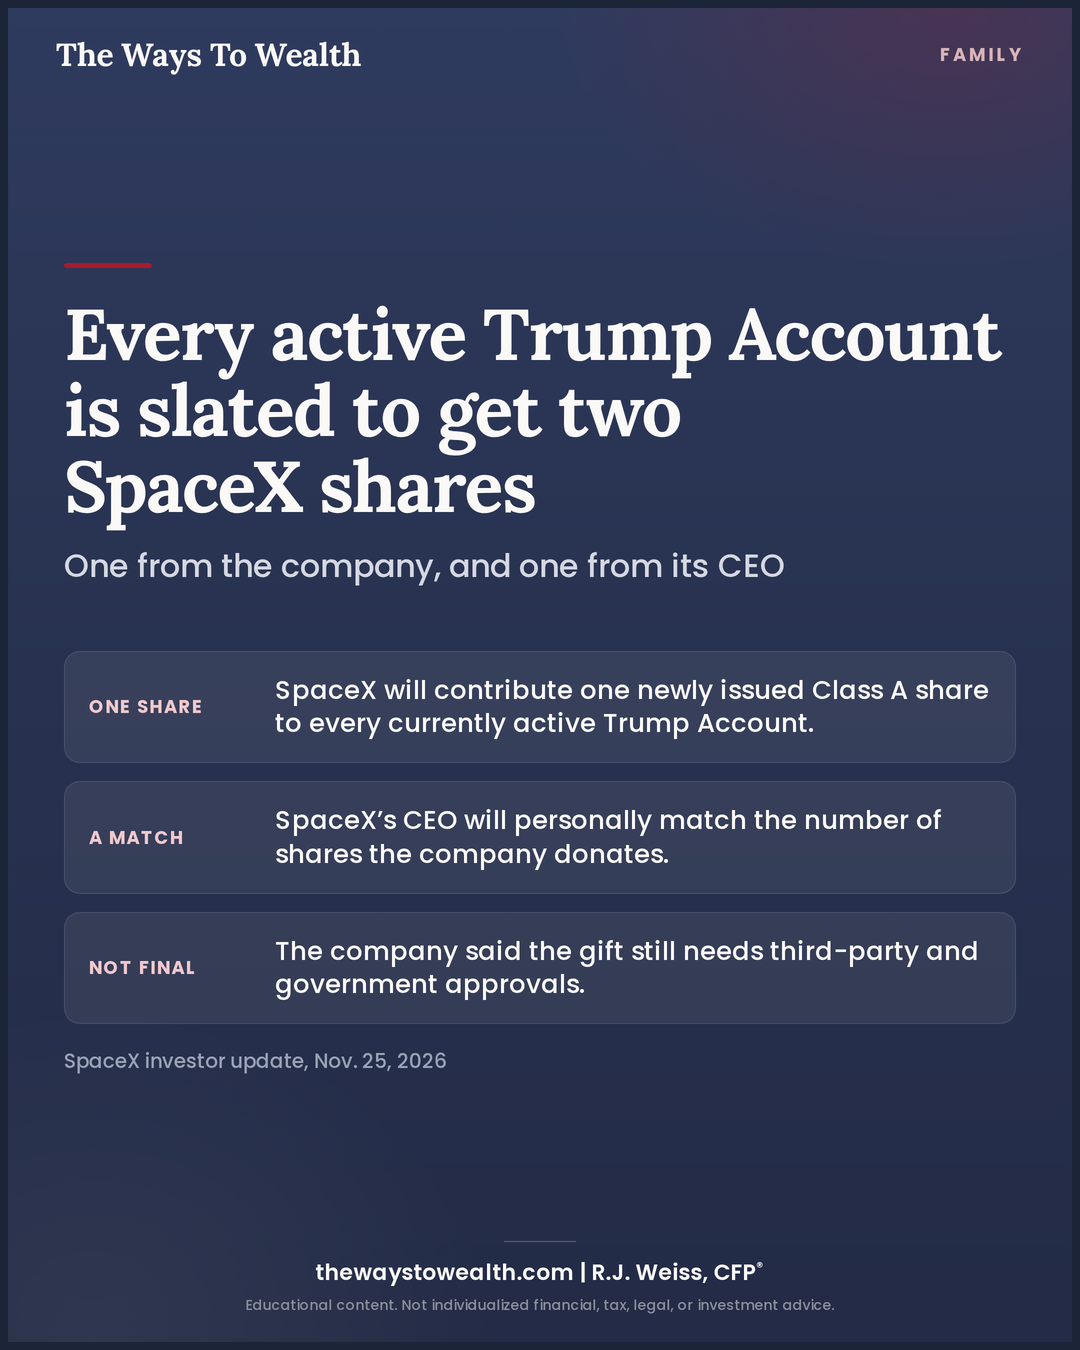 The Ways To Wealth
FAMILY
Every active Trump Account
is slated to get two
SpaceX shares
One from the company, and one from its CEO
ONE SHARE
SpaceX will contribute one newly issued Class A share
to every currently active Trump Account.
A MATCH
SpaceX’s CEO will personally match the number of
shares the company donates.
NOT FINAL
The company said the gift still needs third-party and
government approvals.
SpaceX investor update, Nov. 25, 2026
thewaystowealth.com | R.J. Weiss, CFP®
Educational content. Not individualized financial, tax, legal, or investment advice.